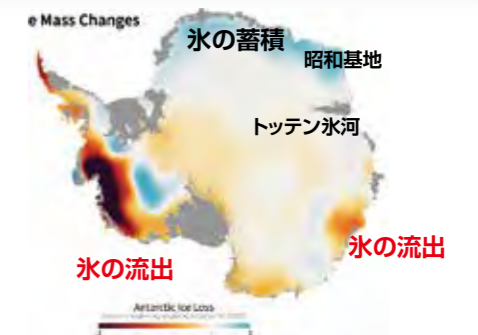 e Mass Changes
氷の蓄積
昭和基地
トッテン氷河
氷の流出
氷の流出
Antarctic Ice Loss